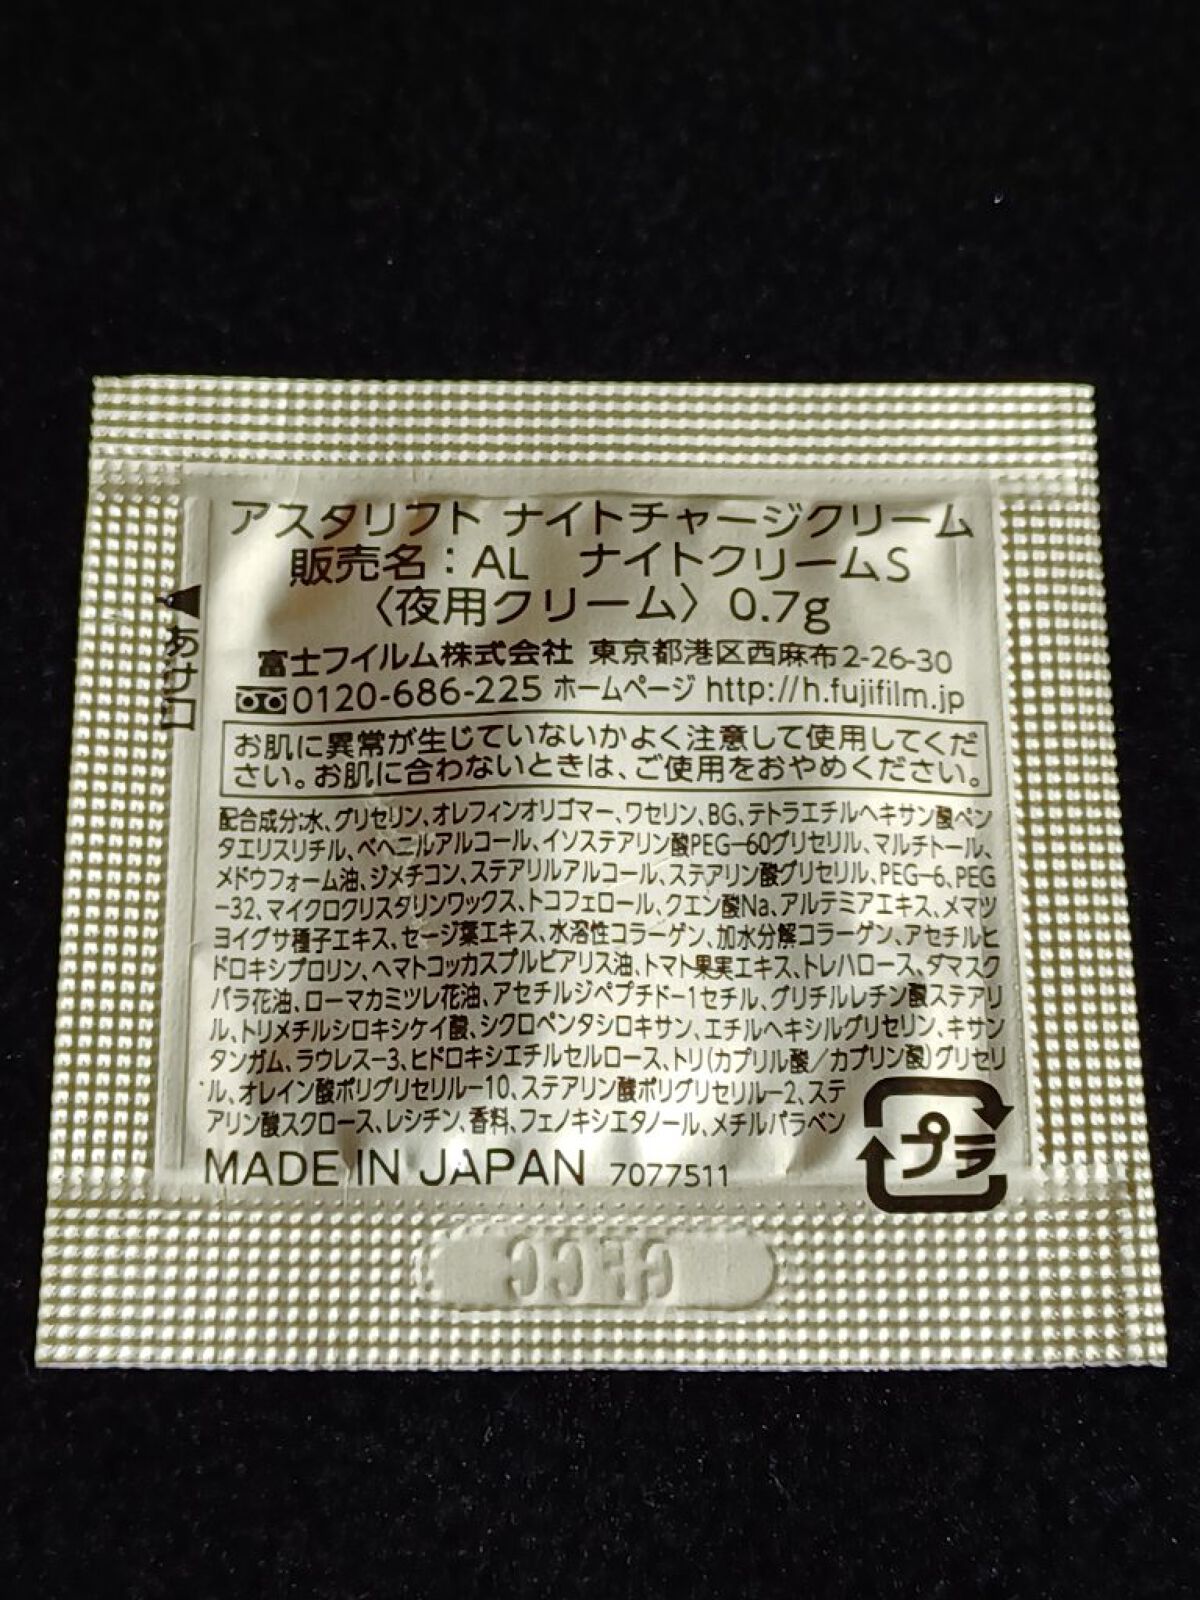 アスタリフト ナイトチャージクリーム
販売名：AL　ナイトクリームS
〈夜用クリーム〉 0.7g
富士フイルム株式会社 東京都港区西麻布2-26-30
0120-686-225 ホームページ http://h.fujifilm.jp
あけ口
お肌に異常が生じていないかよく注意して使用してくだ
さい。お肌に合わないときは、ご使用をおやめください。
配合成分:水、グリセリン、オレフィンオリゴマー、ワセリン、BG、テトラエチルヘキサン酸ペン
タエリスリチル、ベヘニルアルコール、イソステアリン酸PEG-60グリセリル、マルチトール、
メドウフォーム油、ジメチコン、ステアリルアルコール、ステアリン酸グリセリル、PEG-6、PEG
-32、マイクロクリスタリンワックス、トコフェロール、クエン酸Na、アルテミアエキス、メマツ
ヨイグサ種子エキス、セージ葉エキス、水溶性コラーゲン、加水分解コラーゲン、アセチルヒ
ドロキシプロリン、ヘマトコッカスプルビアリス油、トマト果実エキス、トレハロース、ダマスク
バラ花油、ローマカミツレ花油、アセチルジペプチド-1セチル、グリチルレチン酸ステアリ
ル、トリメチルシロキシケイ酸、シクロペンタシロキサン、エチルヘキシルグリセリン、キサン
タンガム、ラウレス-3、ヒドロキシエチルセルロース、トリ(カプリル酸/カプリン酸)グリセリ
ル、オレイン酸ポリグリセリル-10、ステアリン酸ポリグリセリル-2、ステ
アリン酸スクロース、レシチン、香料、フェノキシエタノール、メチルパラベン
MADE IN JAPAN 7077511
プラ